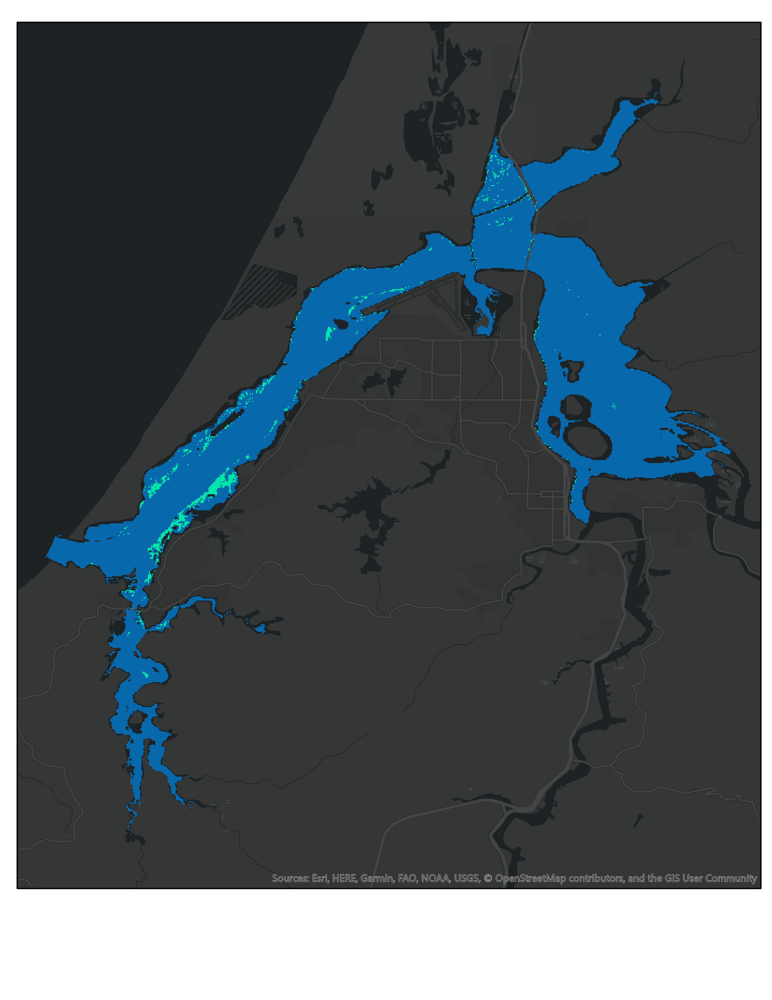 Sources: Esri, HERE, Garmin, FAO, NOAA, USGS, © OpenStreetMap contributors, and the GIS User Community